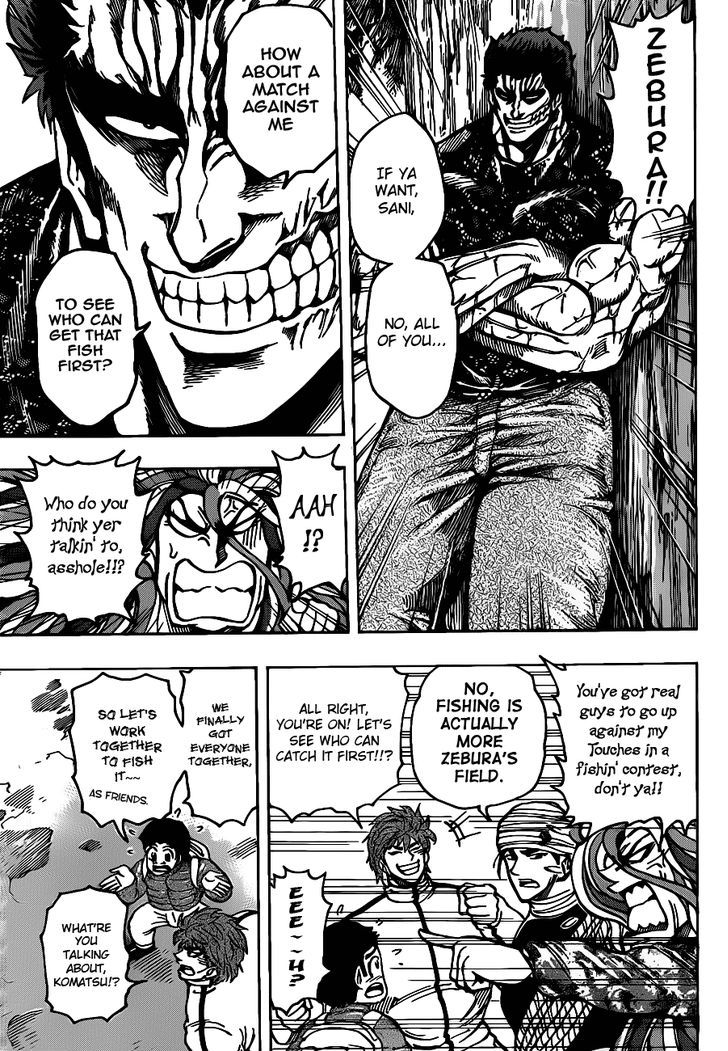 ZEBURA!!
IF YA
WANT,
SANI,
NO, ALL
OF YOU...
HOW
ABOUT A
MATCH
AGAINST
ME
TO SEE
WHO CAN
GET THAT
FISH
FIRST?
AAH
!?
Who do you
think yer
talkin' to,
asshole!!?
You've got real
guys to go up
against my
Touches in a
fishin' contest,
don't ya!!
NO,
FISHING IS
ACTUALLY
MORE
ZEBURA'S
FIELD.
ALL RIGHT,
YOU'RE ON! LET'S
SEE WHO CAN
CATCH IT FIRST!!?
EEE~H?
WE
FINALLY
GOT
EVERYONE
TOGETHER,
SO LET'S
WORK
TOGETHER
TO FISH
IT~~
AS FRIENDS.
WHAT'RE
YOU
TALKING
ABOUT,
KOMATSU!?